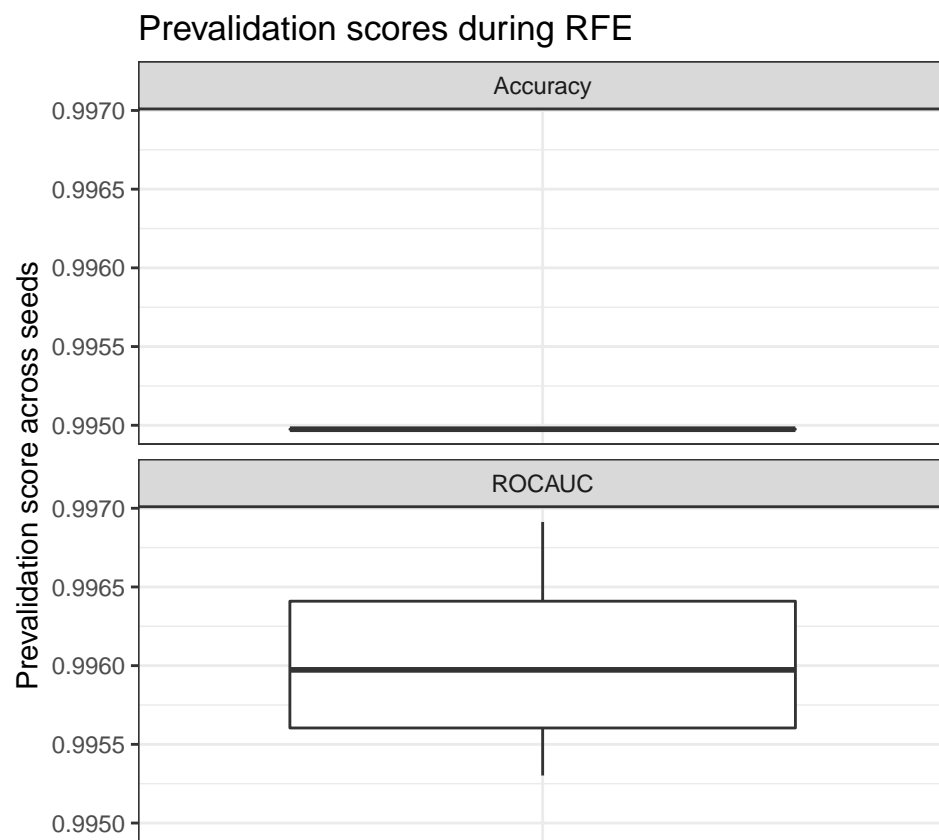 Prevalidation scores during RFE
Prevalidation score across seeds
Accuracy
0.9970
0.9965
0.9960
0.9955
0.9950
ROCAUC
0.9970
0.9965
0.9960
0.9955
0.9950